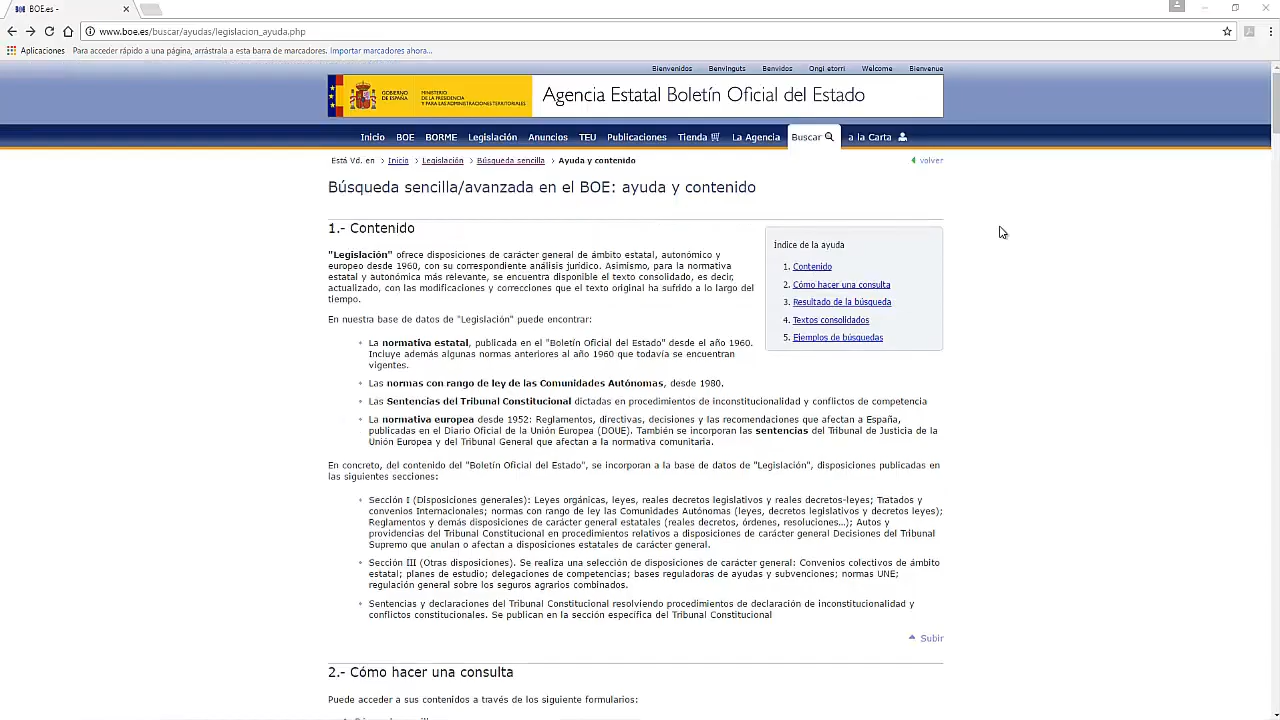 BOE.es -
www.boe.es/buscar/ayudas/legislacion_ayuda.php
Aplicaciones Para acceder rápido a una página, arrástrala a esta barra de marcadores. Importar marcadores ahora...
Bienvenidos Benvinguts Benvidos Ongi etorri Welcome Bienvenue
GOBIERNO DE ESPAÑA
MINISTERIO DE LA PRESIDENCIA Y PARA LAS ADMINISTRACIONES TERRITORIALES
Agencia Estatal Boletín Oficial del Estado
Inicio BOE BORME Legislación Anuncios TEU Publicaciones Tienda La Agencia Buscar a la Carta
Está Vd. en > Inicio > Legislación > Búsqueda sencilla > Ayuda y contenido
volver
Búsqueda sencilla/avanzada en el BOE: ayuda y contenido
1.- Contenido
"Legislación" ofrece disposiciones de carácter general de ámbito estatal, autonómico y
europeo desde 1960, con su correspondiente análisis jurídico. Asimismo, para la normativa
estatal y autonómica más relevante, se encuentra disponible el texto consolidado, es decir,
actualizado, con las modificaciones y correcciones que el texto original ha sufrido a lo largo del
tiempo.
Índice de la ayuda
1. Contenido
2. Cómo hacer una consulta
3. Resultado de la búsqueda
4. Textos consolidados
5. Ejemplos de búsquedas
En nuestra base de datos de "Legislación" puede encontrar:
La normativa estatal, publicada en el "Boletín Oficial del Estado" desde el año 1960.
Incluye además algunas normas anteriores al año 1960 que todavía se encuentran
vigentes.
Las normas con rango de ley de las Comunidades Autónomas, desde 1980.
Las Sentencias del Tribunal Constitucional dictadas en procedimientos de inconstitucionalidad y conflictos de competencia
La normativa europea desde 1952: Reglamentos, directivas, decisiones y las recomendaciones que afectan a España,
publicadas en el Diario Oficial de la Unión Europea (DOUE). También se incorporan las sentencias del Tribunal de Justicia de la
Unión Europea y del Tribunal General que afectan a la normativa comunitaria.
En concreto, del contenido del "Boletín Oficial del Estado", se incorporan a la base de datos de "Legislación", disposiciones publicadas en
las siguientes secciones:
Sección I (Disposiciones generales): Leyes orgánicas, leyes, reales decretos legislativos y reales decretos-leyes; Tratados y
convenios Internacionales; normas con rango de ley las Comunidades Autónomas (leyes, decretos legislativos y decretos leyes);
Reglamentos y demás disposiciones de carácter general estatales (reales decretos, órdenes, resoluciones...); Autos y
providencias del Tribunal Constitucional en procedimientos relativos a disposiciones de carácter general Decisiones del Tribunal
Supremo que anulan o afectan a disposiciones estatales de carácter general.
Sección III (Otras disposiciones). Se realiza una selección de disposiciones de carácter general: Convenios colectivos de ámbito
estatal; planes de estudio; delegaciones de competencias; bases reguladoras de ayudas y subvenciones; normas UNE;
regulación general sobre los seguros agrarios combinados.
Sentencias y declaraciones del Tribunal Constitucional resolviendo procedimientos de declaración de inconstitucionalidad y
conflictos constitucionales. Se publican en la sección específica del Tribunal Constitucional
Subir
2.- Cómo hacer una consulta
Puede acceder a sus contenidos a través de los siguiente formularios: